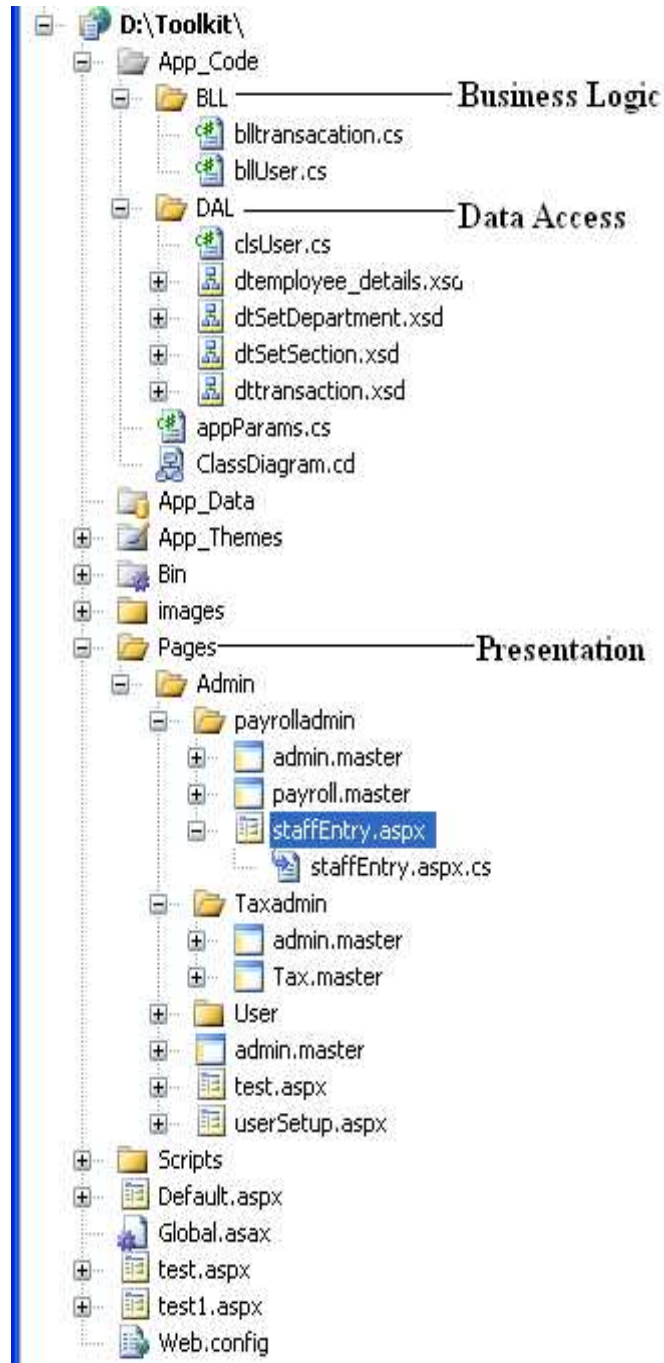 D:\Toolkit\
App_Code
BLL Business Logic
blltransacation.cs
bllUser.cs
DAL Data Access
clsUser.cs
dtemployee_details.xsd
dtSetDepartment.xsd
dtSetSection.xsd
dttransaction.xsd
appParams.cs
ClassDiagram.cd
App_Data
App_Themes
Bin
images
Pages Presentation
Admin
payrolladmin
admin.master
payroll.master
staffEntry.aspx
staffEntry.aspx.cs
Taxadmin
admin.master
Tax.master
User
admin.master
test.aspx
userSetup.aspx
Scripts
Default.aspx
Global.asax
test.aspx
test1.aspx
Web.config